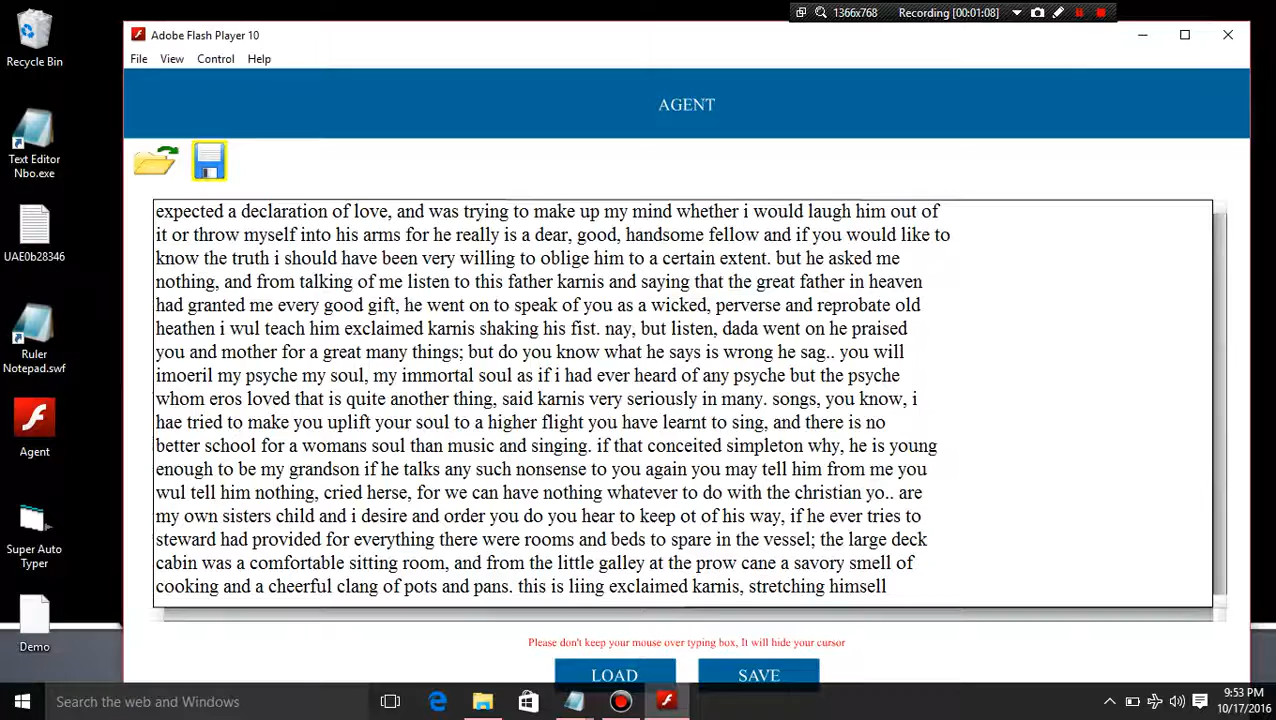 1366x768 Recording [00:01:08]
Recycle Bin
Adobe Flash Player 10
File View Control Help
AGENT
Text Editor
Nbo.exe
UAE0b28346
Ruler
Notepad.swf
Agent
Super Auto
Typer
Demo
expected a declaration of love, and was trying to make up my mind whether i would laugh him out of
it or throw myself into his arms for he really is a dear, good, handsome fellow and if you would like to
know the truth i should have been very willing to oblige him to a certain extent. but he asked me
nothing, and from talking of me listen to this father karnis and saying that the great father in heaven
had granted me every good gift, he went on to speak of you as a wicked, perverse and reprobate old
heathen i wul teach him exclaimed karnis shaking his fist. nay, but listen, dada went on he praised
you and mother for a great many things; but do you know what he says is wrong he sag.. you will
imoeril my psyche my soul, my immortal soul as if i had ever heard of any psyche but the psyche
whom eros loved that is quite another thing, said karnis very seriously in many. songs, you know, i
hae tried to make you uplift your soul to a higher flight you have learnt to sing, and there is no
better school for a womans soul than music and singing. if that conceited simpleton why, he is young
enough to be my grandson if he talks any such nonsense to you again you may tell him from me you
wul tell him nothing, cried herse, for we can have nothing whatever to do with the christian yo.. are
my own sisters child and i desire and order you do you hear to keep ot of his way, if he ever tries to
steward had provided for everything there were rooms and beds to spare in the vessel; the large deck
cabin was a comfortable sitting room, and from the little galley at the prow cane a savory smell of
cooking and a cheerful clang of pots and pans. this is liing exclaimed karnis, stretching himsell
Please don't keep your mouse over typing box, It will hide your cursor
LOAD SAVE
Search the web and Windows
9:53 PM
10/17/2016